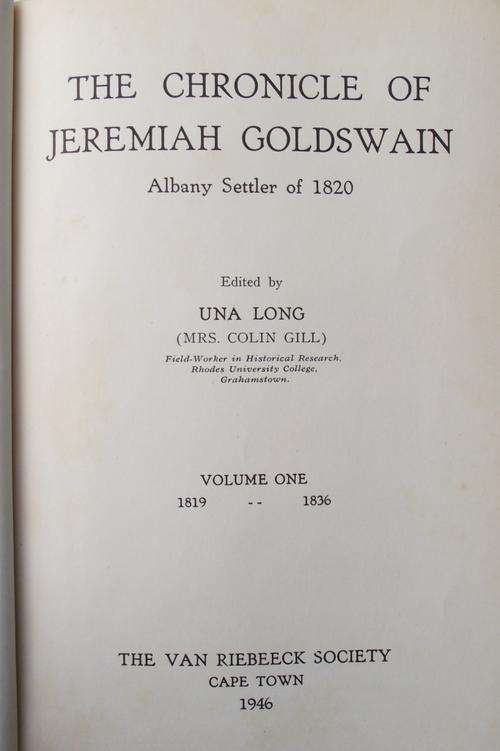 THE CHRONICLE OF
JEREMIAH GOLDSWAIN
Albany Settler of 1820
Edited by
UNA LONG
(MRS. COLIN GILL)
Field-Worker in Historical Research.
Rhodes University College,
Grahamstown.
VOLUME ONE
1819 -- 1836
THE VAN RIEBEECK SOCIETY
CAPE TOWN
1946